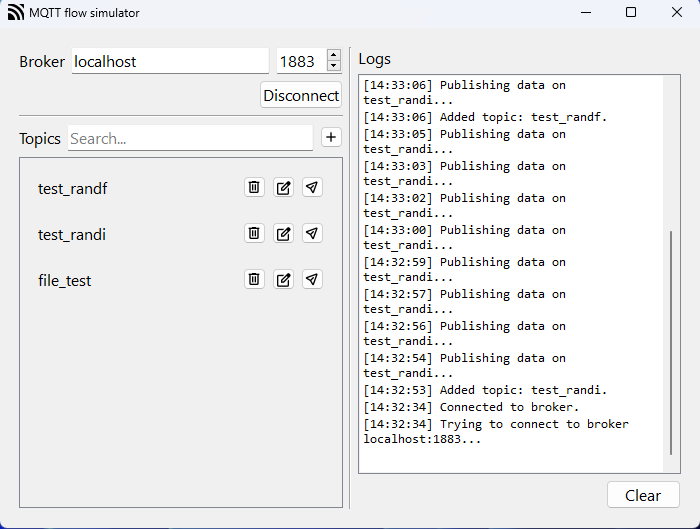 MQTT flow simulator
Broker localhost 1883
Disconnect
Topics Search...
test_randf
test_randi
file_test
Logs
[14:33:06] Publishing data on
test_randi...
[14:33:06] Added topic: test_randf.
[14:33:05] Publishing data on
test_randi...
[14:33:03] Publishing data on
test_randi...
[14:33:02] Publishing data on
test_randi...
[14:33:00] Publishing data on
test_randi...
[14:32:59] Publishing data on
test_randi...
[14:32:57] Publishing data on
test_randi...
[14:32:56] Publishing data on
test_randi...
[14:32:54] Publishing data on
test_randi...
[14:32:53] Added topic: test_randi.
[14:32:34] Connected to broker.
[14:32:34] Trying to connect to broker
localhost:1883...
Clear